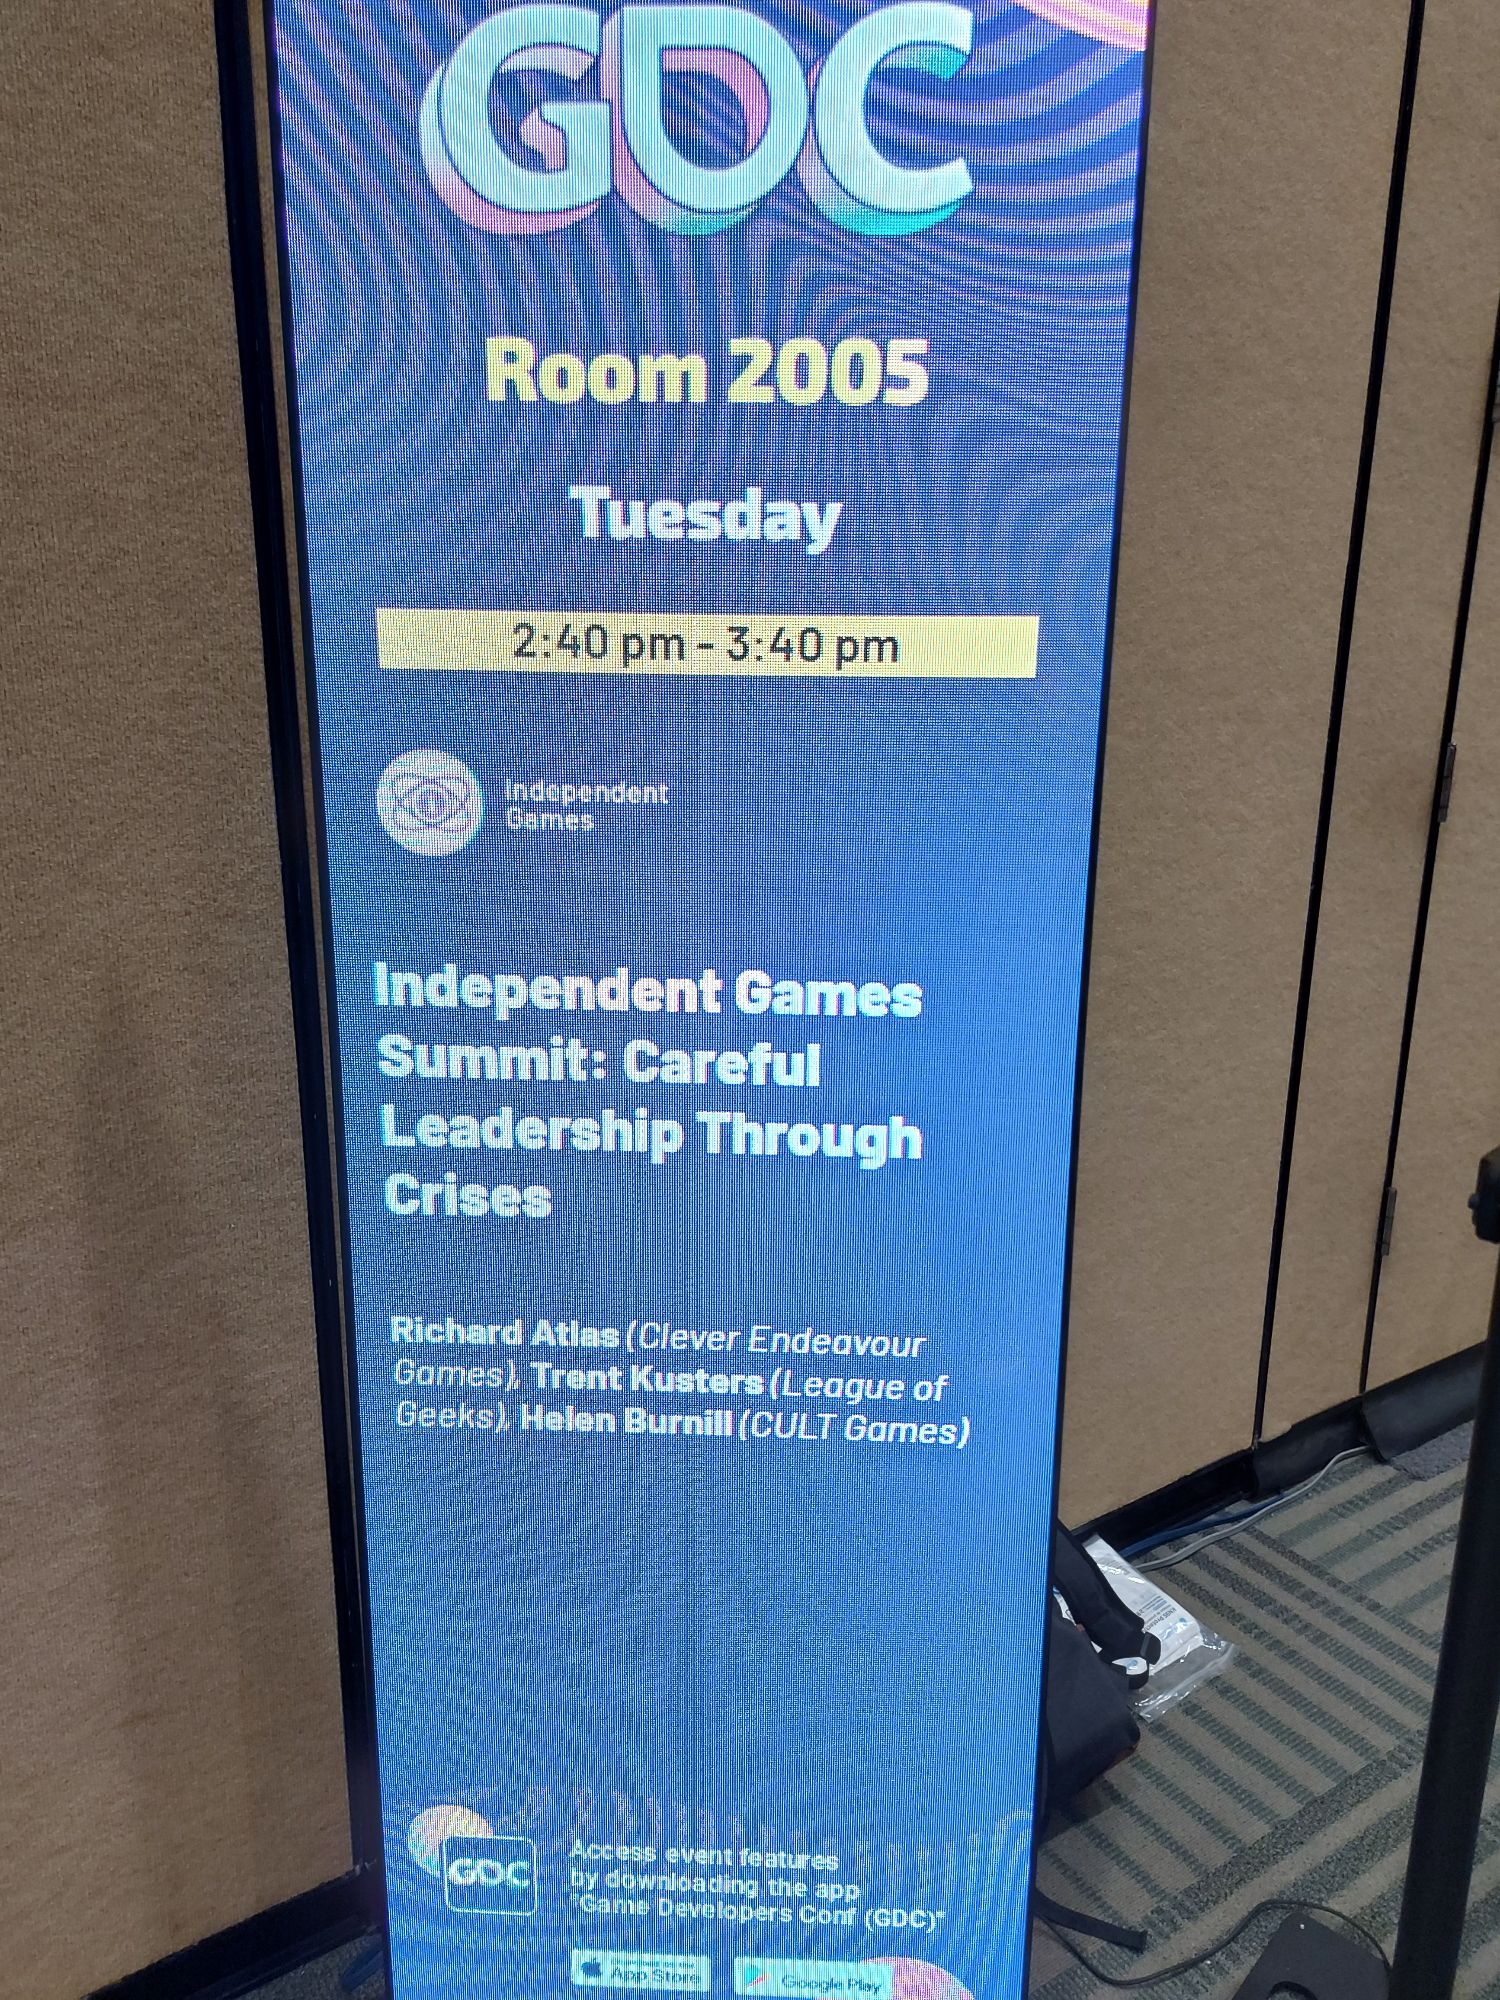 GDC
Room 2005
Tuesday
2:40 pm - 3:40 pm
Independent
Games
Independent Games
Summit: Careful
Leadership Through
Crises
Richard Atlas (Clever Endeavour
Games), Trent Kusters (League of
Geeks), Helen Burnill (CULT Games)
GDC
Access event features
by downloading the app
"Game Developers Conf (GDC)"
App Store
Google Play